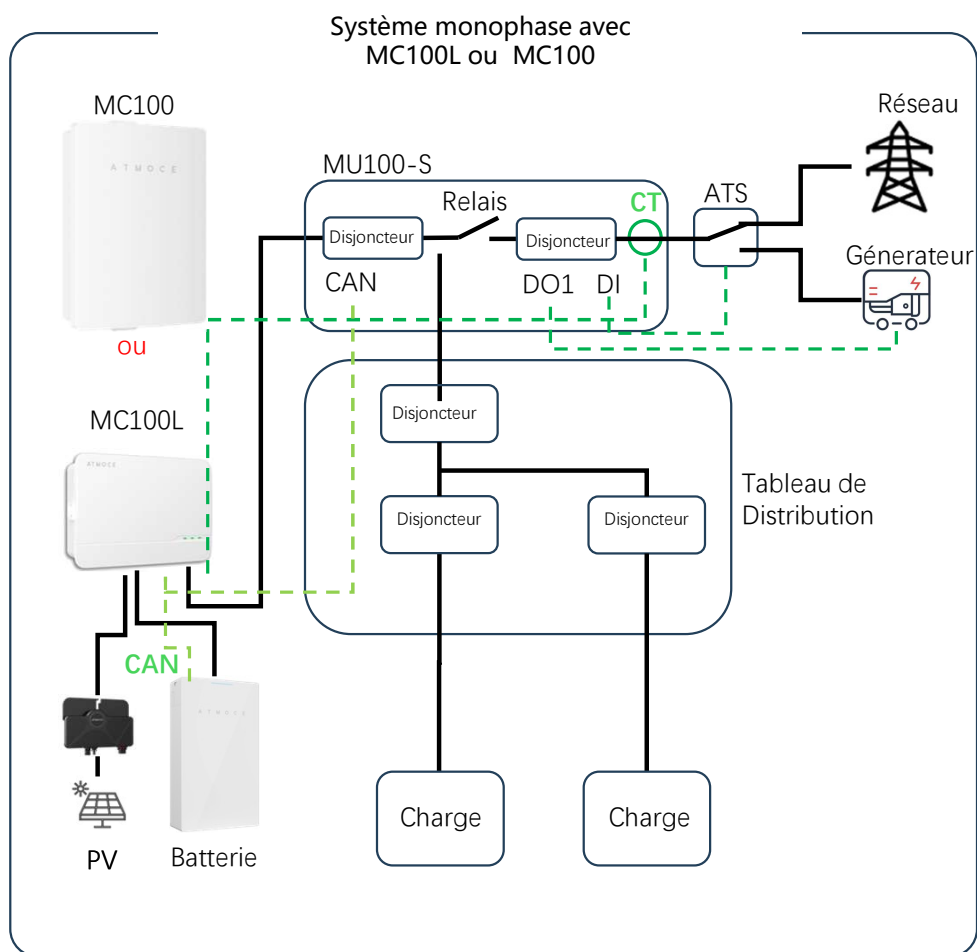 Système monophase avec
MC100L ou MC100
MC100
ATMOCE
ou
MC100L
ATMOCE
MU100-S
Relais
CT
ATS
Réseau
Disjoncteur
Disjoncteur
CAN
DO1
DI
Génerateur
Disjoncteur
Disjoncteur
Disjoncteur
Tableau de
Distribution
CAN
ATMOCE
PV
Batterie
Charge
Charge